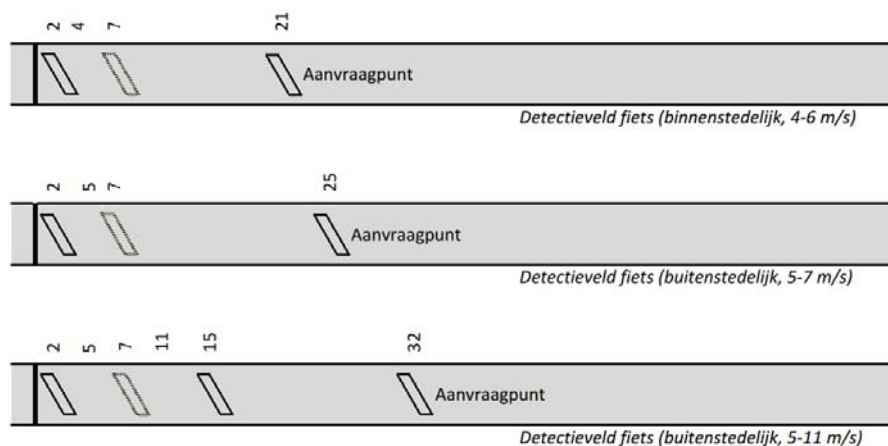 2 4 7 21
Aanvraagpunt
Detectieveld fiets (binnenstedelijk, 4-6 m/s)
2 5 7 25
Aanvraagpunt
Detectieveld fiets (buitenstedelijk, 5-7 m/s)
2 5 7 11 15 32
Aanvraagpunt
Detectieveld fiets (buitenstedelijk, 5-11 m/s)